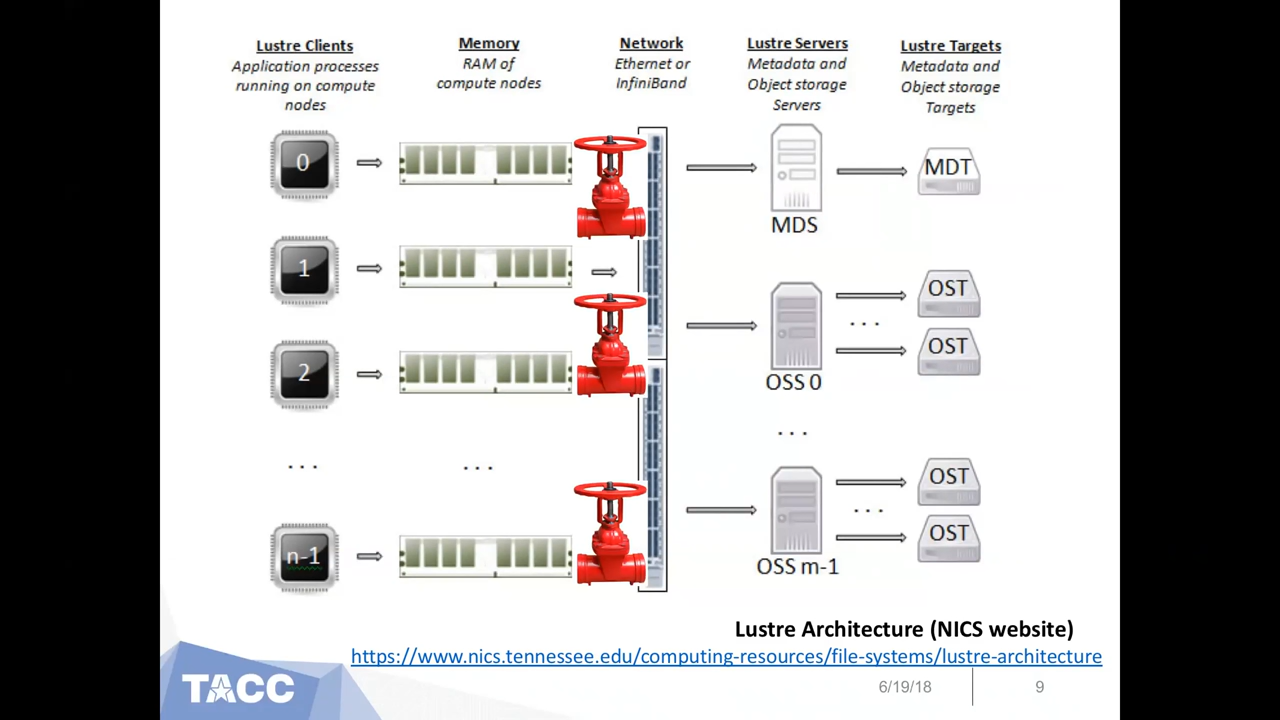 Lustre Clients
Application processes
running on compute
nodes
Memory
RAM of
compute nodes
Network
Ethernet or
InfiniBand
Lustre Servers
Metadata and
Object storage
Servers
Lustre Targets
Metadata and
Object storage
Targets
0
MDS
MDT
1
2
OSS 0
OST
. . .
OST
. . .
. . .
. . .
n-1
OSS m-1
OST
. . .
OST
Lustre Architecture (NICS website)
https://www.nics.tennessee.edu/computing-resources/file-systems/lustre-architecture
TACC
6/19/18
9